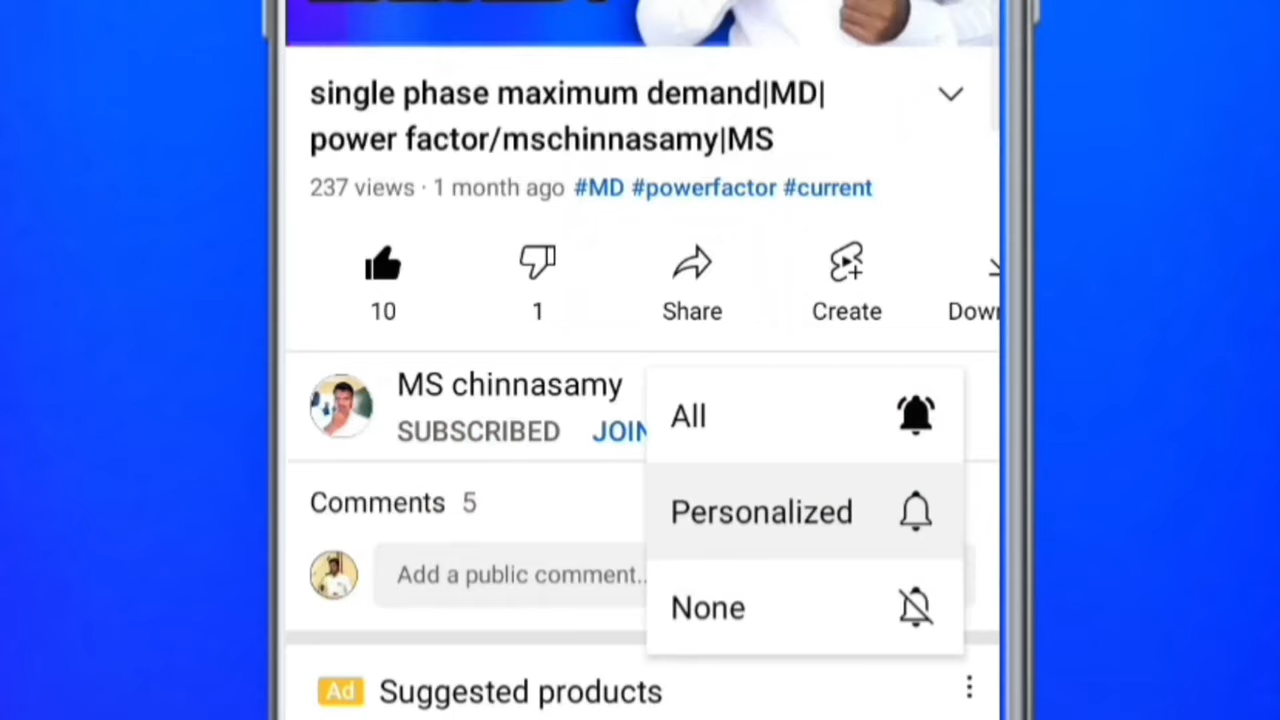 single phase maximum demand|MD|
power factor/mschinnasamy|MS
237 views · 1 month ago #MD #powerfactor #current
10
1
Share
Create
MS chinnasamy
SUBSCRIBED
JOIN
All
Personalized
None
Comments 5
Add a public comment..
Ad Suggested products